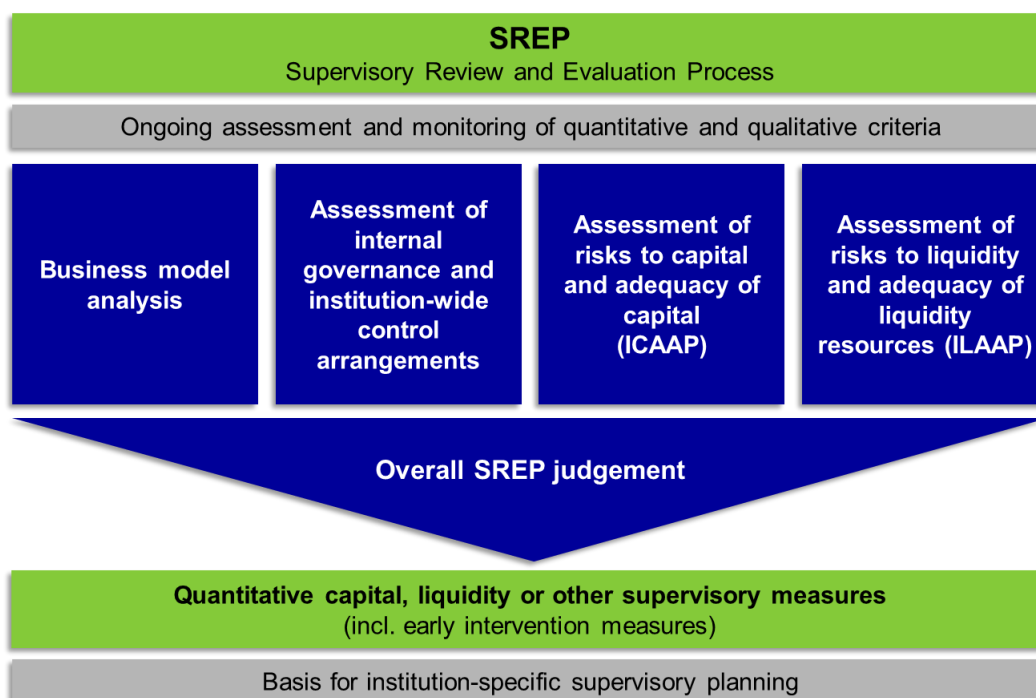 SREP
Supervisory Review and Evaluation Process
Ongoing assessment and monitoring of quantitative and qualitative criteria
Business model
analysis
Assessment of
internal
governance and
institution-wide
control
arrangements
Assessment of
risks to capital
and adequacy of
capital
(ICAAP)
Assessment of
risks to liquidity
and adequacy of
liquidity
resources (ILAAP)
Overall SREP judgement
Quantitative capital, liquidity or other supervisory measures
(incl. early intervention measures)
Basis for institution-specific supervisory planning